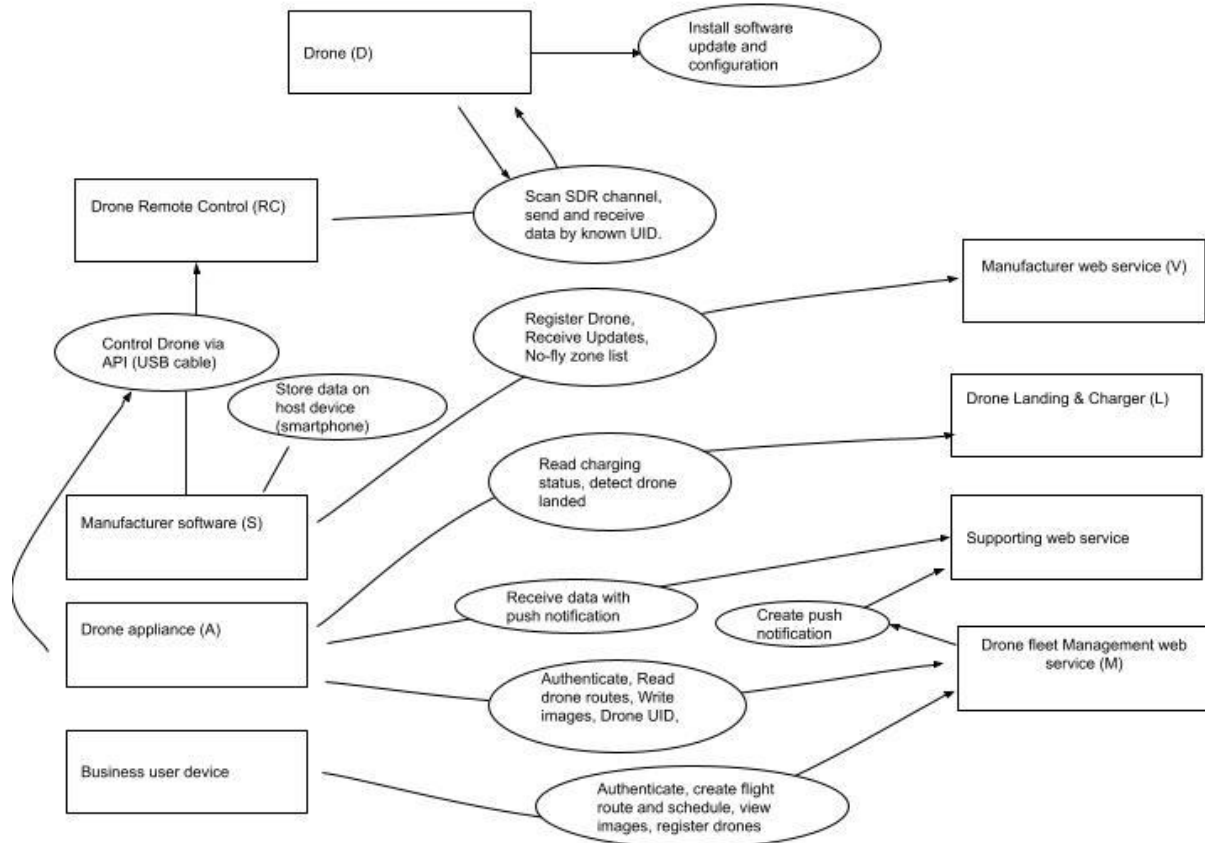 Install software
update and
configuration
Drone (D)
Drone Remote Control (RC)
Scan SDR channel,
send and receive
data by known UID.
Manufacturer web service (V)
Control Drone via
API (USB cable)
Register Drone,
Receive Updates,
No-fly zone list
Store data on
host device
(smartphone)
Drone Landing & Charger (L)
Read charging
status, detect drone
landed
Manufacturer software (S)
Supporting web service
Receive data with
push notification
Create push
notification
Drone appliance (A)
Drone fleet Management web
service (M)
Authenticate, Read
drone routes, Write
images, Drone UID,
Business user device
Authenticate, create flight
route and schedule, view
images, register drones